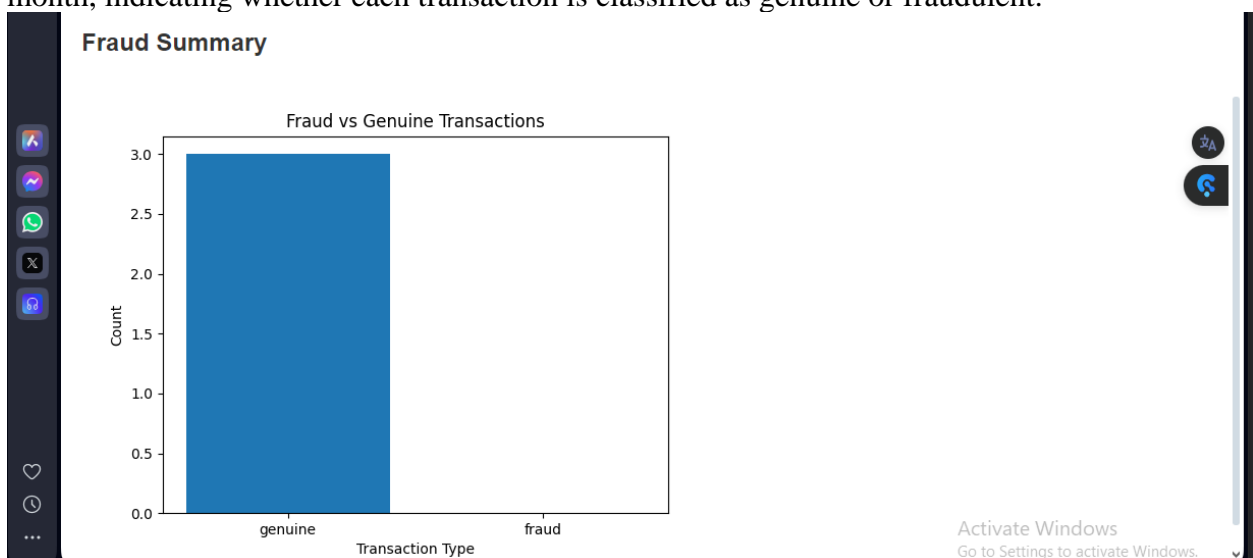 month, indicating whether each transaction is classified as genuine or fraudulent.
Fraud Summary
Fraud vs Genuine Transactions
3.0
2.5
2.0
1.5
1.0
0.5
0.0
Count
genuine fraud
Transaction Type
Activate Windows
Go to Settings to activate Windows.